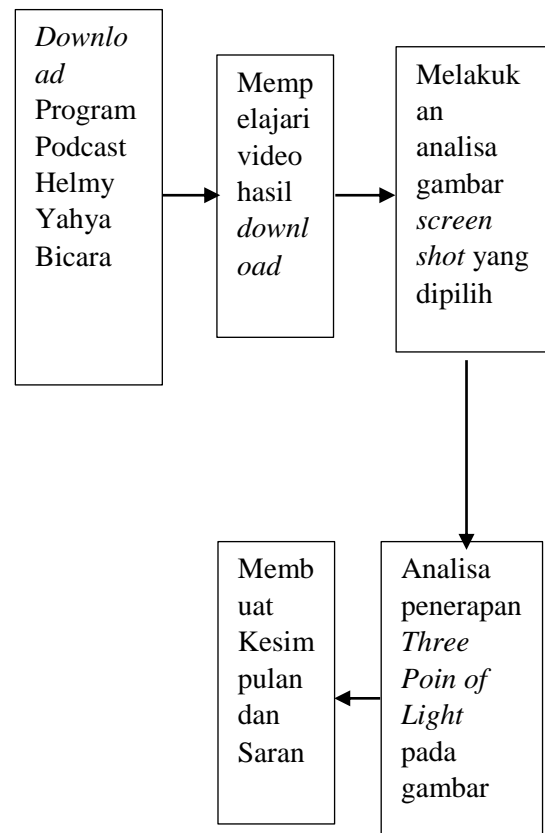 Downlo
ad
Program
Podcast
Helmy
Yahya
Bicara
Memp
elajari
video
hasil
downl
oad
Melakuk
an
analisa
gambar
screen
shot yang
dipilih
Analisa
penerapan
Three
Poin of
Light
pada
gambar
Memb
uat
Kesim
pulan
dan
Saran